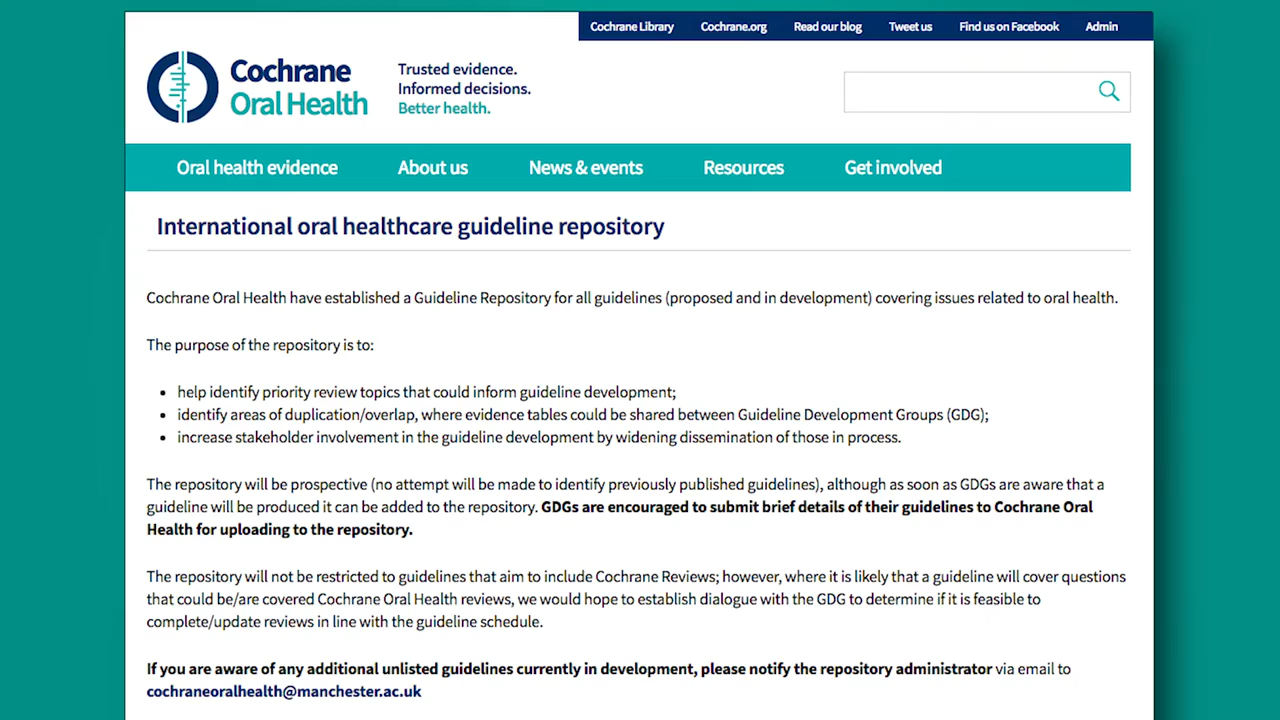 Cochrane Library Cochrane.org Read our blog Tweet us Find us on Facebook Admin
Cochrane
Oral Health
Trusted evidence.
Informed decisions.
Better health.
Oral health evidence About us News & events Resources Get involved
International oral healthcare guideline repository
Cochrane Oral Health have established a Guideline Repository for all guidelines (proposed and in development) covering issues related to oral health.
The purpose of the repository is to:
• help identify priority review topics that could inform guideline development;
• identify areas of duplication/overlap, where evidence tables could be shared between Guideline Development Groups (GDG);
• increase stakeholder involvement in the guideline development by widening dissemination of those in process.
The repository will be prospective (no attempt will be made to identify previously published guidelines), although as soon as GDGs are aware that a
guideline will be produced it can be added to the repository. GDGs are encouraged to submit brief details of their guidelines to Cochrane Oral
Health for uploading to the repository.
The repository will not be restricted to guidelines that aim to include Cochrane Reviews; however, where it is likely that a guideline will cover questions
that could be/are covered Cochrane Oral Health reviews, we would hope to establish dialogue with the GDG to determine if it is feasible to
complete/update reviews in line with the guideline schedule.
If you are aware of any additional unlisted guidelines currently in development, please notify the repository administrator via email to
cochraneoralhealth@manchester.ac.uk